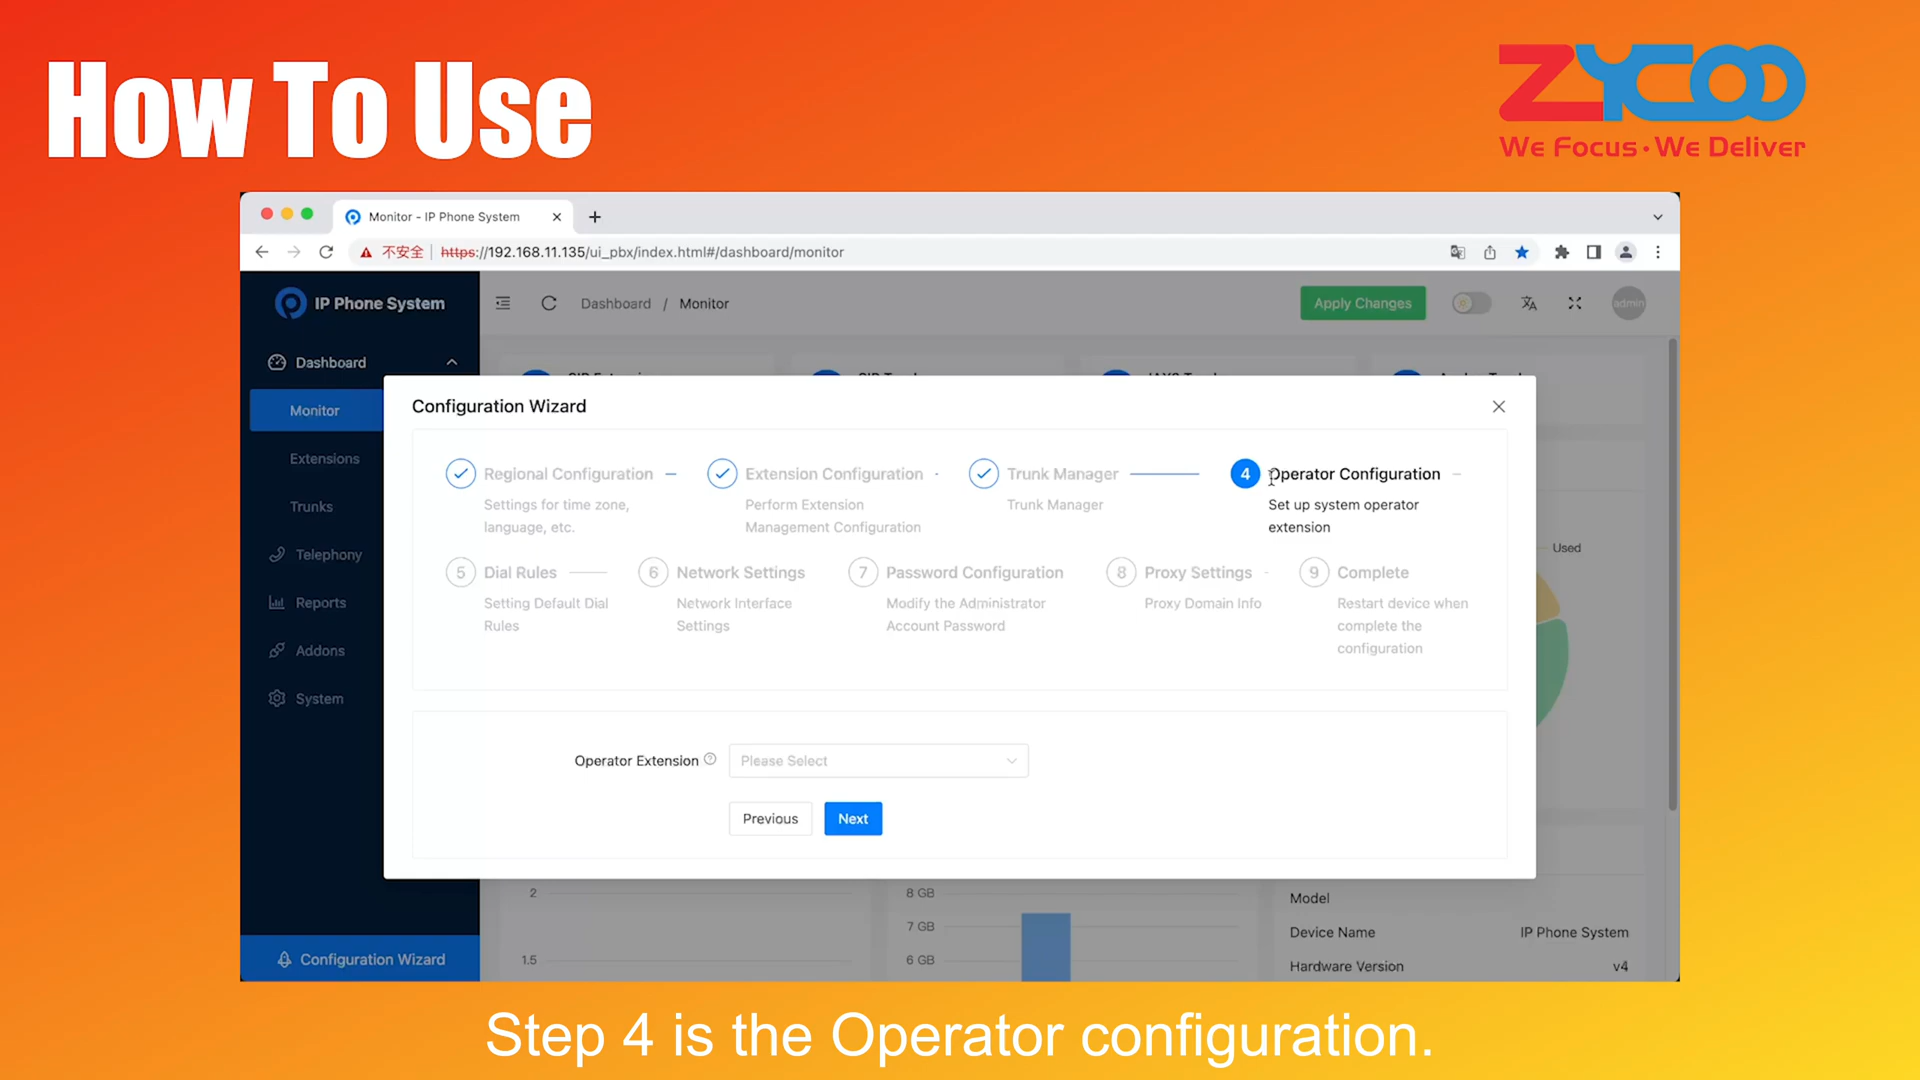 How To Use
ZYCOO
We Focus·We Deliver
Monitor - IP Phone System
不安全 https://192.168.11.135/ui_pbx/index.html#/dashboard/monitor
IP Phone System
Dashboard / Monitor
Apply Changes
admin
Dashboard
Monitor
Extensions
Trunks
Telephony
Reports
Addons
System
Configuration Wizard
Configuration Wizard
Regional Configuration
Settings for time zone,
language, etc.
Extension Configuration
Perform Extension
Management Configuration
Trunk Manager
Trunk Manager
4 Operator Configuration
Set up system operator
extension
5 Dial Rules
Setting Default Dial
Rules
6 Network Settings
Network Interface
Settings
7 Password Configuration
Modify the Administrator
Account Password
8 Proxy Settings
Proxy Domain Info
9 Complete
Restart device when
complete the
configuration
Operator Extension
Please Select
Previous
Next
Used
2
1.5
8 GB
7 GB
6 GB
Model
Device Name IP Phone System
Hardware Version v4
Step 4 is the Operator configuration.